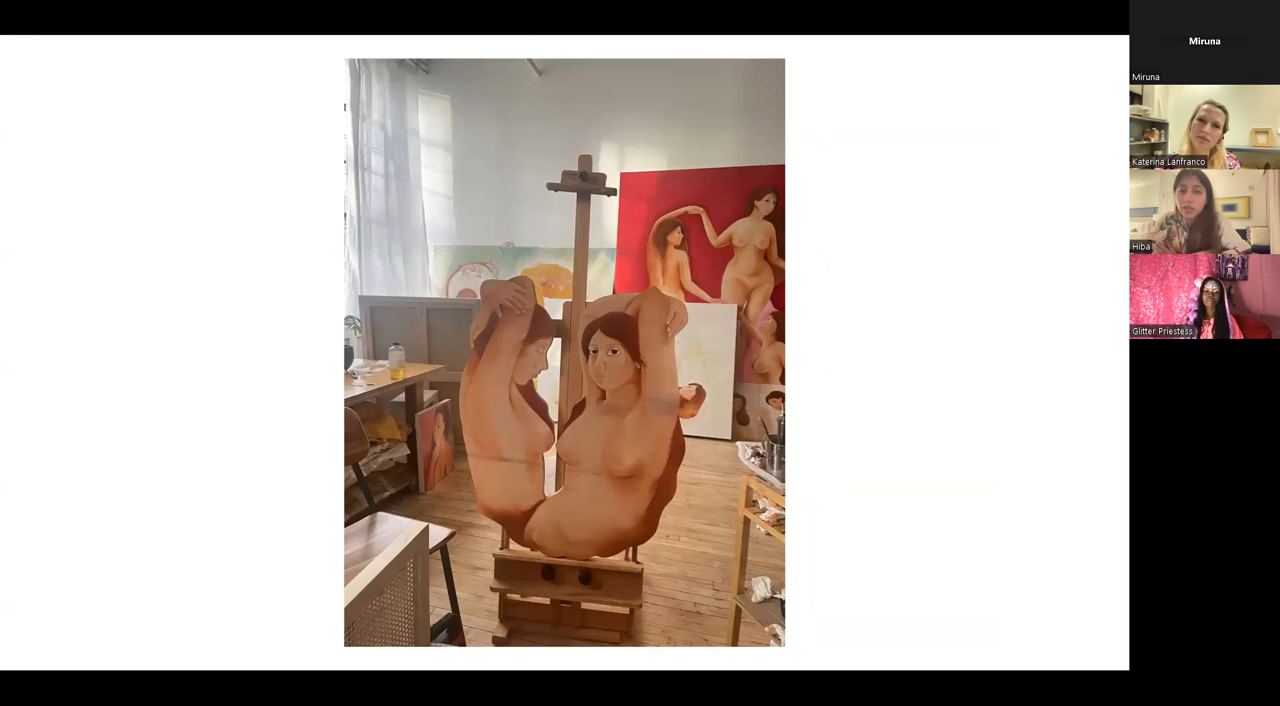 Miruna
Miruna
Katerina Lanfranco
Hiba
Glitter Priestess